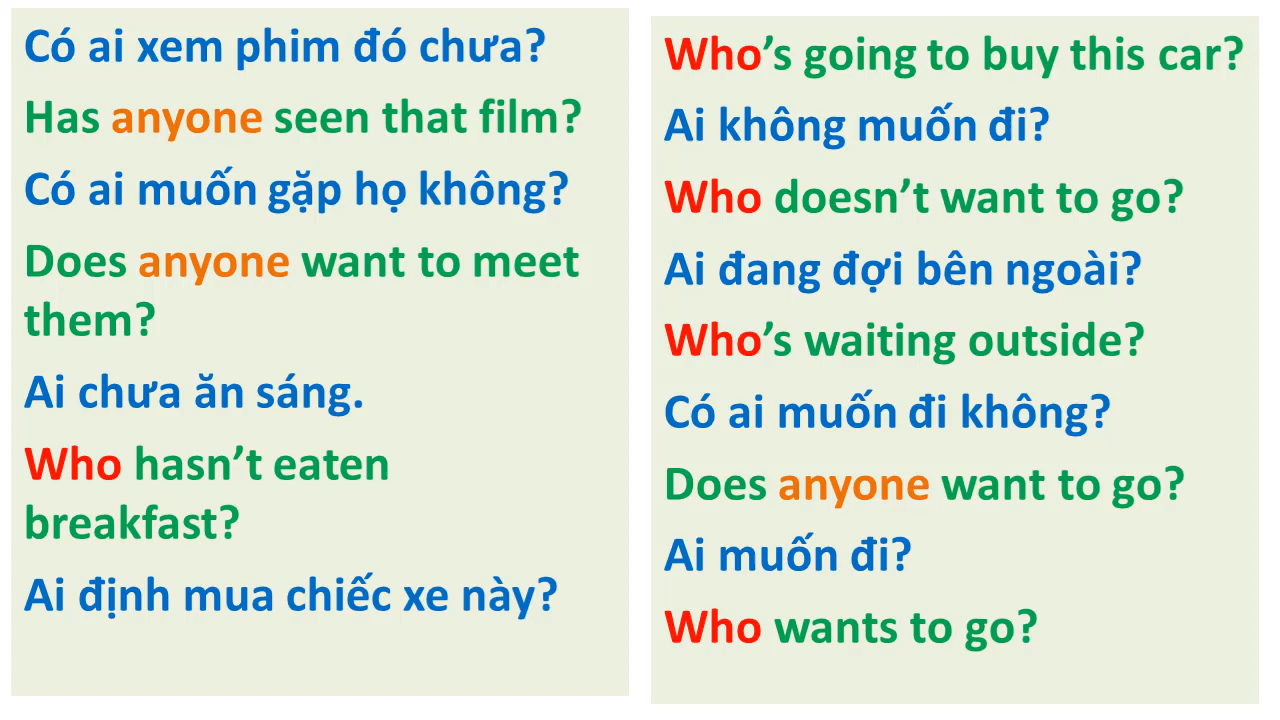 Có ai xem phim đó chưa?
Has anyone seen that film?
Có ai muốn gặp họ không?
Does anyone want to meet
them?
Ai chưa ăn sáng.
Who hasn’t eaten
breakfast?
Ai định mua chiếc xe này?
Who’s going to buy this car?
Ai không muốn đi?
Who doesn’t want to go?
Ai đang đợi bên ngoài?
Who’s waiting outside?
Có ai muốn đi không?
Does anyone want to go?
Ai muốn đi?
Who wants to go?